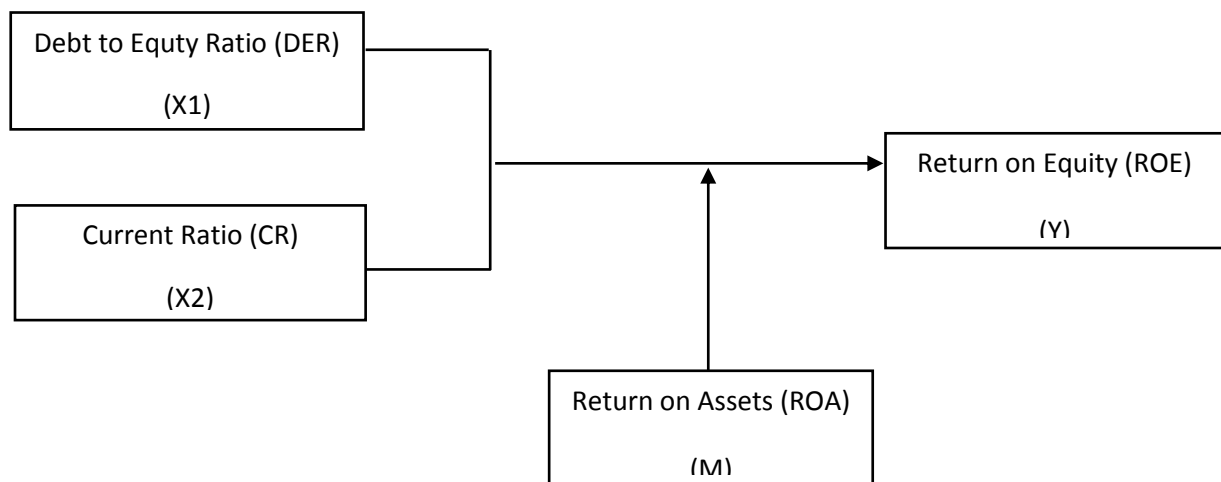 Debt to Equty Ratio (DER)
(X1)
Return on Equity (ROE)
(Y)
Current Ratio (CR)
(X2)
Return on Assets (ROA)
(M)